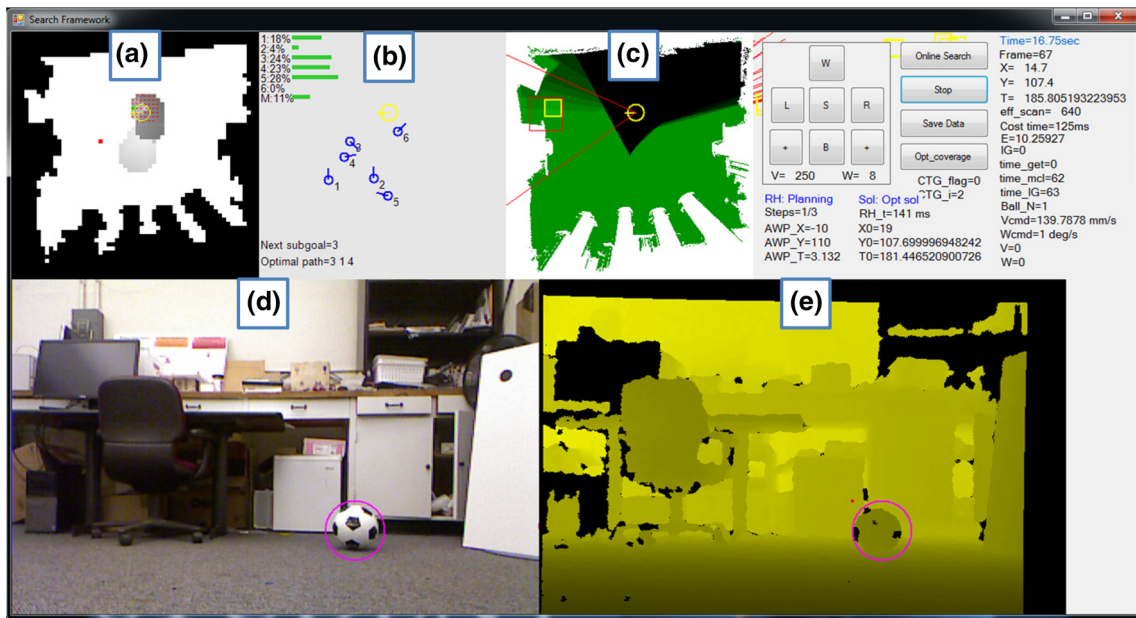 Search Framework
(a)
1:18%
2:4%
3:24%
4:23%
5:28%
6:0%
M:11%
(b)
3
4
6
1
2
5
Next subgoal=3
Optimal path=3 1 4
(c)
W
L
S
R
+
B
+
V= 250
W= 8
Online Search
Stop
Save Data
Opt_coverage
CTG_flag=0
CTG_i=2
RH: Planning
Sol: Opt sol
Steps=1/3
RH_t=141 ms
AWP_X=-10
X0=19
AWP_Y=110
Y0=107.699996948242
AWP_T=3.132
T0=181.446520900726
Time=16.75sec
Frame=67
X= 14.7
Y= 107.4
T= 185.805193223953
eff_scan= 640
Cost time=125ms
E=10.25927
IG=0
time_get=0
time_mcl=62
time_IG=63
Ball_N=1
Vcmd=139.7878 mm/s
Wcmd=1 deg/s
V=0
W=0
(d)
(e)